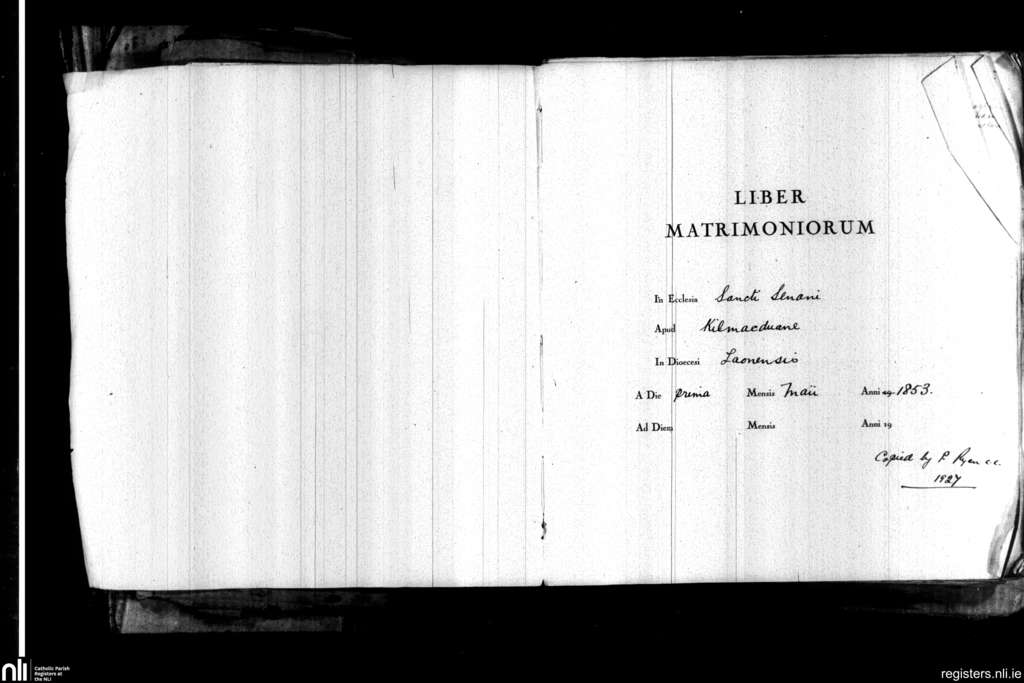 LIBER
MATRIMONIORUM
In Ecclesia Sancti Senani
Apud Kilmacduane
In Dioecesi Laonensis
A Die prima Mensis Maii Anni 19 1853.
Ad Diem Mensis Anni 19
Copied by P. Ryan c.c.
1927
nli Catholic Parish
Registers at
the NLI
registers.nli.ie